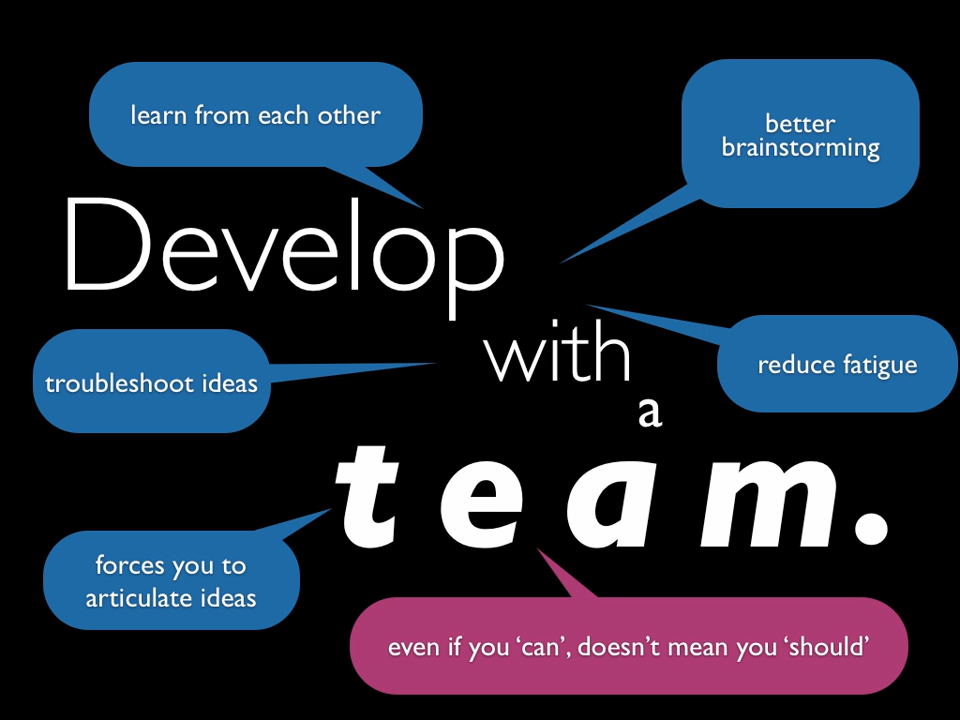 learn from each other
better
brainstorming
Develop
with
reduce fatigue
troubleshoot ideas
a
team.
forces you to
articulate ideas
even if you ‘can’, doesn’t mean you ‘should’